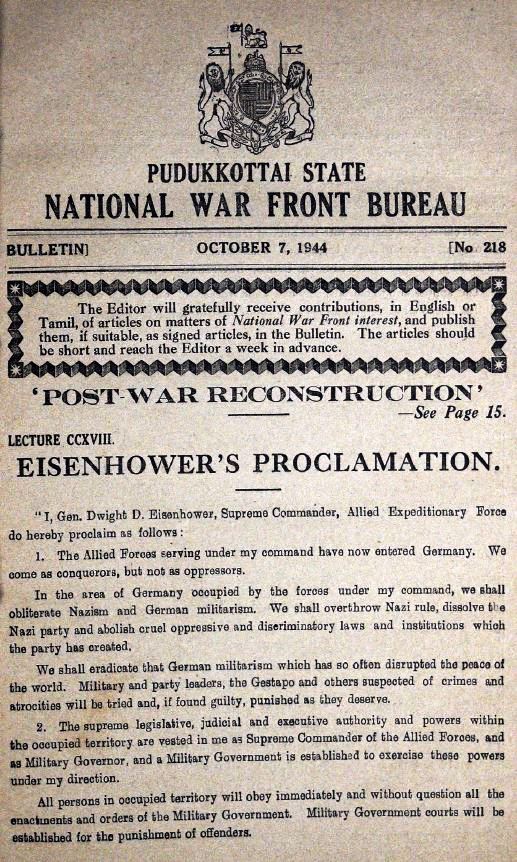 PUDUKKOTTAI STATE
NATIONAL WAR FRONT BUREAU
BULLETIN] OCTOBER 7, 1944 [No 218
The Editor will gratefully receive contributions, in English or
Tamil, of articles on matters of National War Front interest, and publish
them, if suitable, as signed articles, in the Bulletin. The articles should
be short and reach the Editor a week in advance.
'POST-WAR RECONSTRUCTION'
—See Page 15.
LECTURE CCXVIII.
EISENHOWER'S PROCLAMATION.
"I, Gen. Dwight D. Eisenhower, Supreme Commander, Allied Expeditionary Force
do hereby proclaim as follows :
1. The Allied Forces serving under my command have now entered Germany. We
come as conquerors, but not as oppressors.
In the area of Germany occupied by the forces under my command, we shall
obliterate Nazism and German militarism. We shall overthrow Nazi rule, dissolve the
Nazi party and abolish cruel oppressive and discriminatory laws and institutions which
the party has created.
We shall eradicate that German militarism which has so often disrupted the peace of
the world. Military and party leaders, the Gestapo and others suspected of crimes and
atrocities will be tried and, if found guilty, punished as they deserve.
2. The supreme legislative, judicial and executive authority and powers within
the occupied territory are vested in me as Supreme Commander of the Allied Forces, and
as Military Governor, and a Military Government is established to exercise these powers
under my direction.
All persons in occupied territory will obey immediately and without question all the
enactments and orders of the Military Government. Military Government courts will be
established for the punishment of offenders.